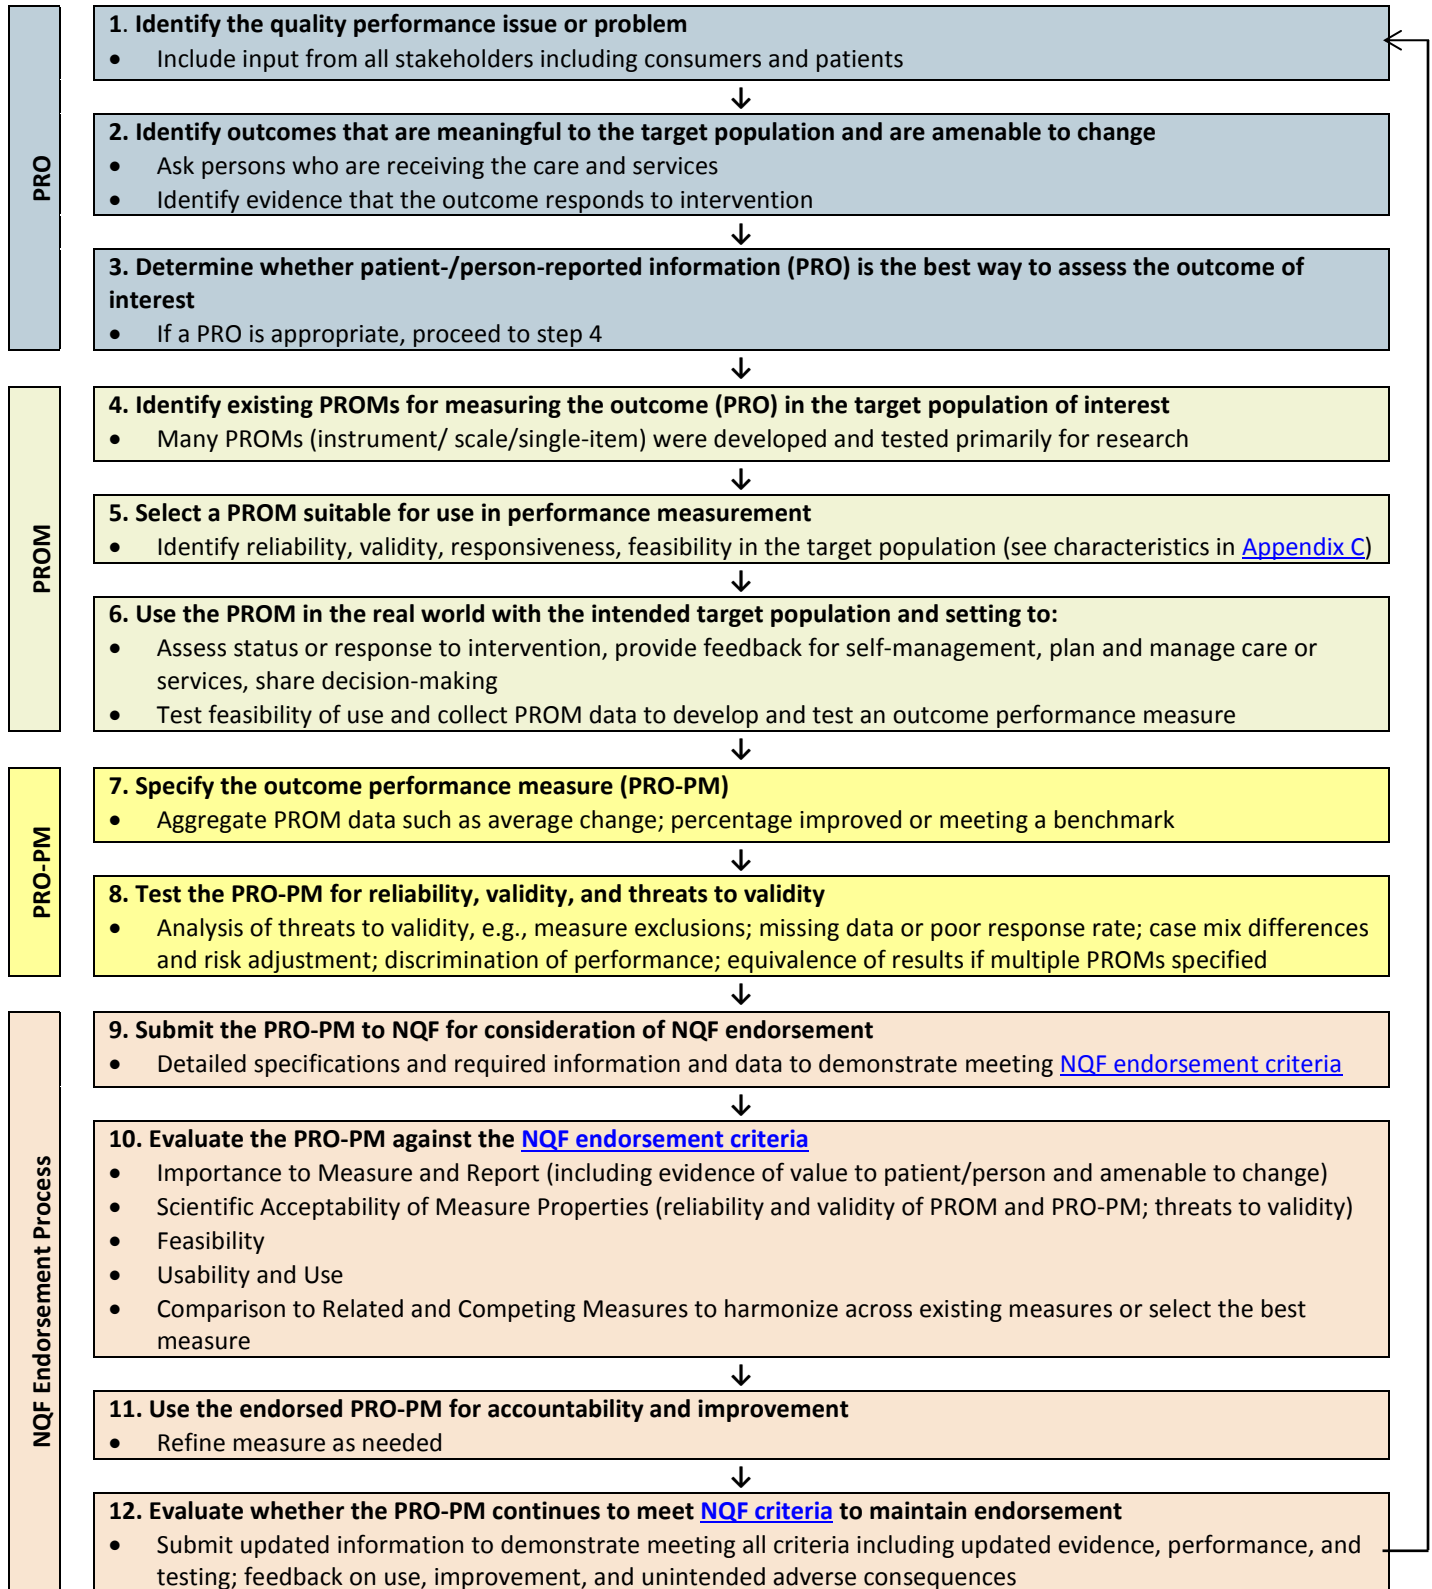 PRO
1. Identify the quality performance issue or problem
• Include input from all stakeholders including consumers and patients
↓
2. Identify outcomes that are meaningful to the target population and are amenable to change
• Ask persons who are receiving the care and services
• Identify evidence that the outcome responds to intervention
↓
3. Determine whether patient-/person-reported information (PRO) is the best way to assess the outcome of
interest
• If a PRO is appropriate, proceed to step 4
↓
PROM
4. Identify existing PROMs for measuring the outcome (PRO) in the target population of interest
• Many PROMs (instrument/ scale/single-item) were developed and tested primarily for research
↓
5. Select a PROM suitable for use in performance measurement
• Identify reliability, validity, responsiveness, feasibility in the target population (see characteristics in Appendix C)
↓
6. Use the PROM in the real world with the intended target population and setting to:
• Assess status or response to intervention, provide feedback for self-management, plan and manage care or
services, share decision-making
• Test feasibility of use and collect PROM data to develop and test an outcome performance measure
↓
PRO-PM
7. Specify the outcome performance measure (PRO-PM)
• Aggregate PROM data such as average change; percentage improved or meeting a benchmark
↓
8. Test the PRO-PM for reliability, validity, and threats to validity
• Analysis of threats to validity, e.g., measure exclusions; missing data or poor response rate; case mix differences
and risk adjustment; discrimination of performance; equivalence of results if multiple PROMs specified
↓
NQF Endorsement Process
9. Submit the PRO-PM to NQF for consideration of NQF endorsement
• Detailed specifications and required information and data to demonstrate meeting NQF endorsement criteria
↓
10. Evaluate the PRO-PM against the NQF endorsement criteria
• Importance to Measure and Report (including evidence of value to patient/person and amenable to change)
• Scientific Acceptability of Measure Properties (reliability and validity of PROM and PRO-PM; threats to validity)
• Feasibility
• Usability and Use
• Comparison to Related and Competing Measures to harmonize across existing measures or select the best
measure
↓
11. Use the endorsed PRO-PM for accountability and improvement
• Refine measure as needed
↓
12. Evaluate whether the PRO-PM continues to meet NQF criteria to maintain endorsement
• Submit updated information to demonstrate meeting all criteria including updated evidence, performance, and
testing; feedback on use, improvement, and unintended adverse consequences